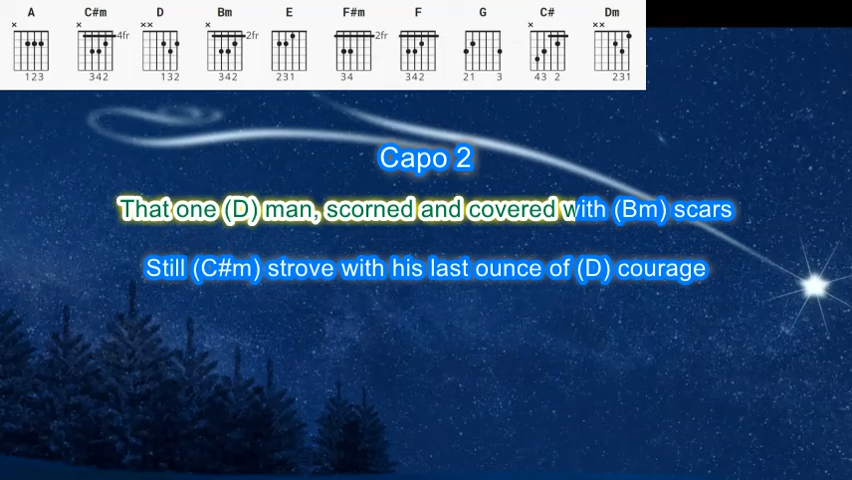 A C#m D Bm E F#m F G C# Dm
× × ×× × × ××
4fr 2fr 2fr
123 342 132 342 231 34 342 21 3 43 2 231
Capo 2
That one (D) man, scorned and covered with (Bm) scars
Still (C#m) strove with his last ounce of (D) courage